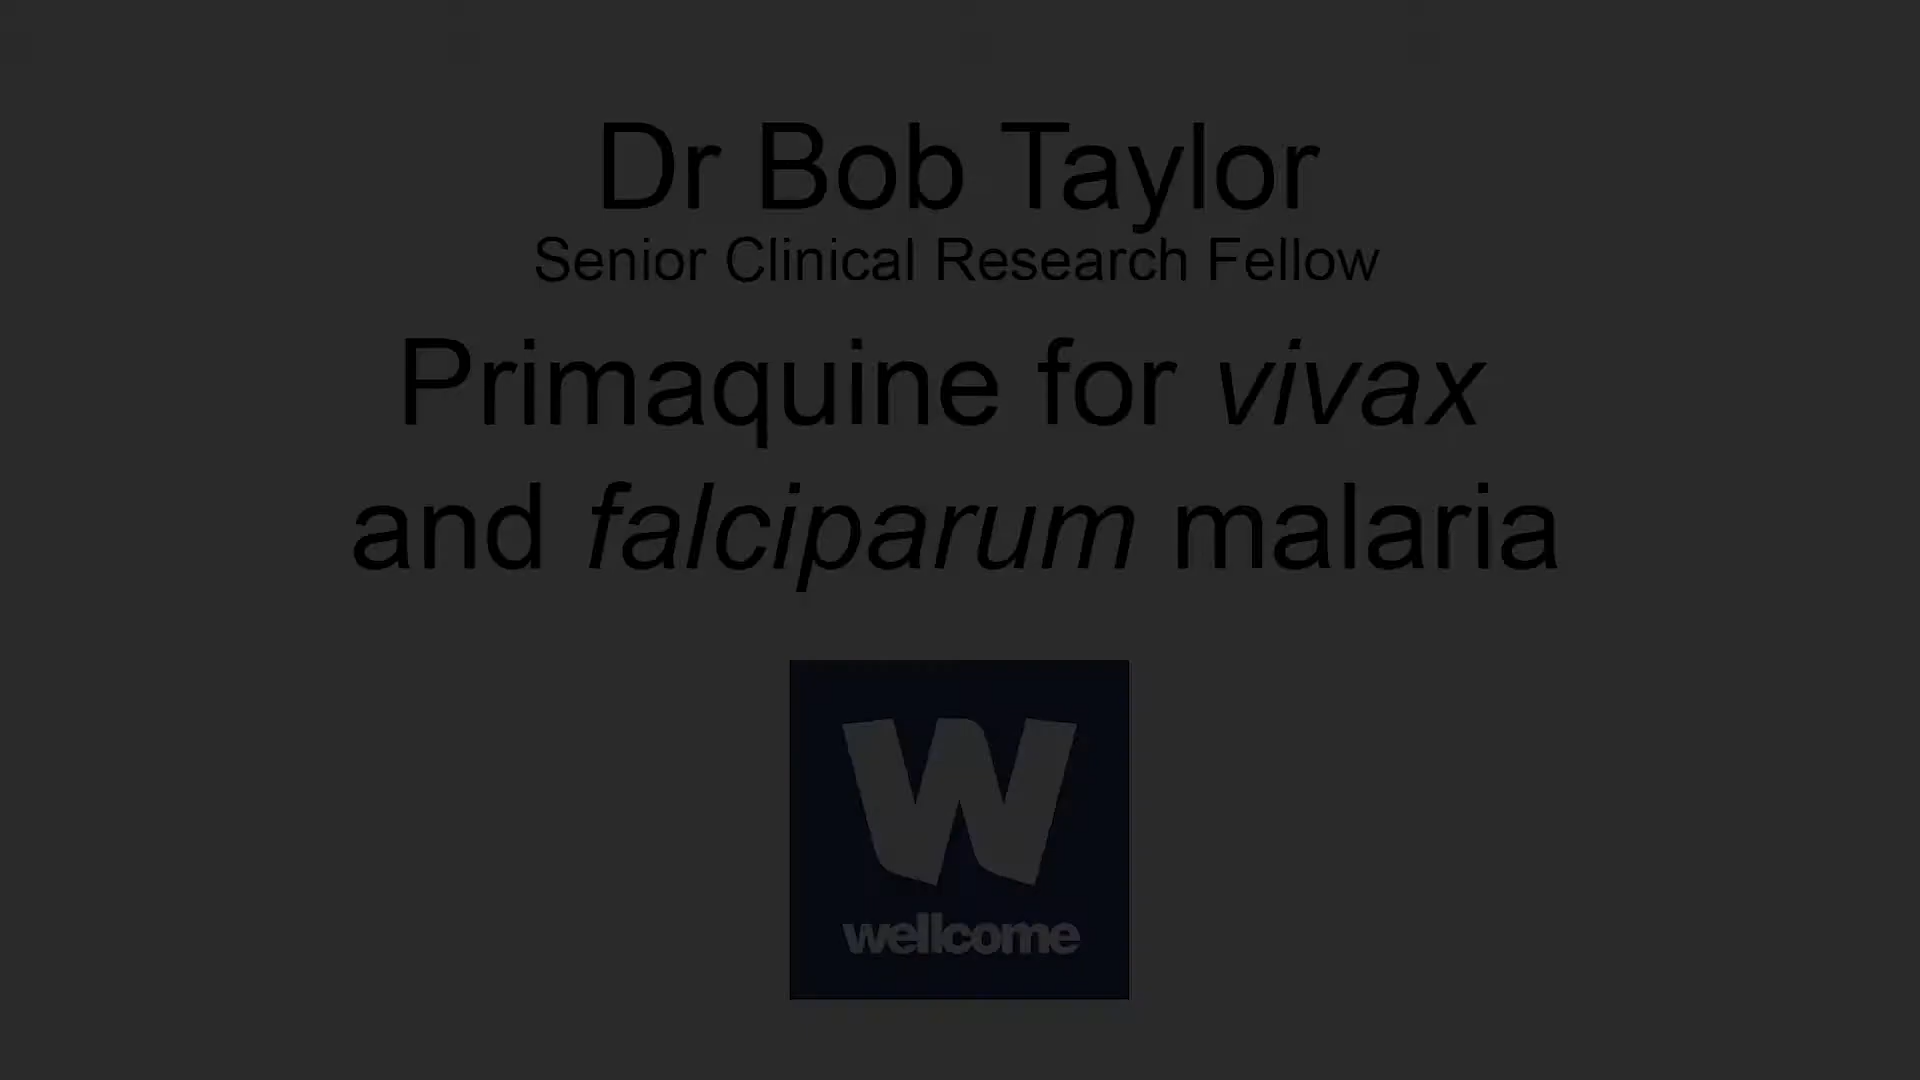 Dr Bob Taylor
Senior Clinical Research Fellow
Primaquine for vivax
and falciparum malaria
W
wellcome